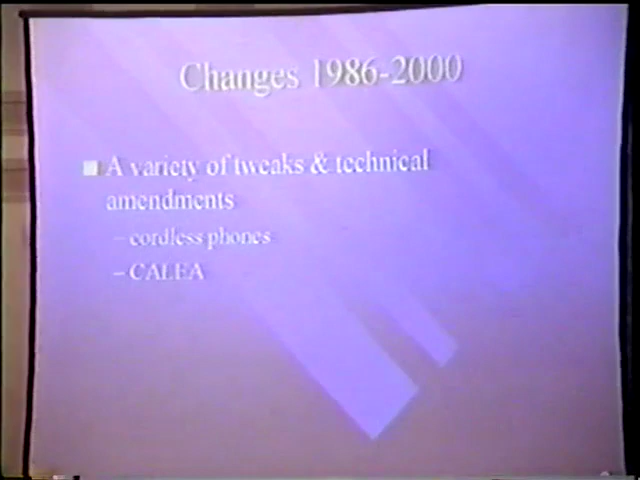 Changes 1986-2000
A variety of tweaks & technical
amendments
– cordless phones
– CALEA